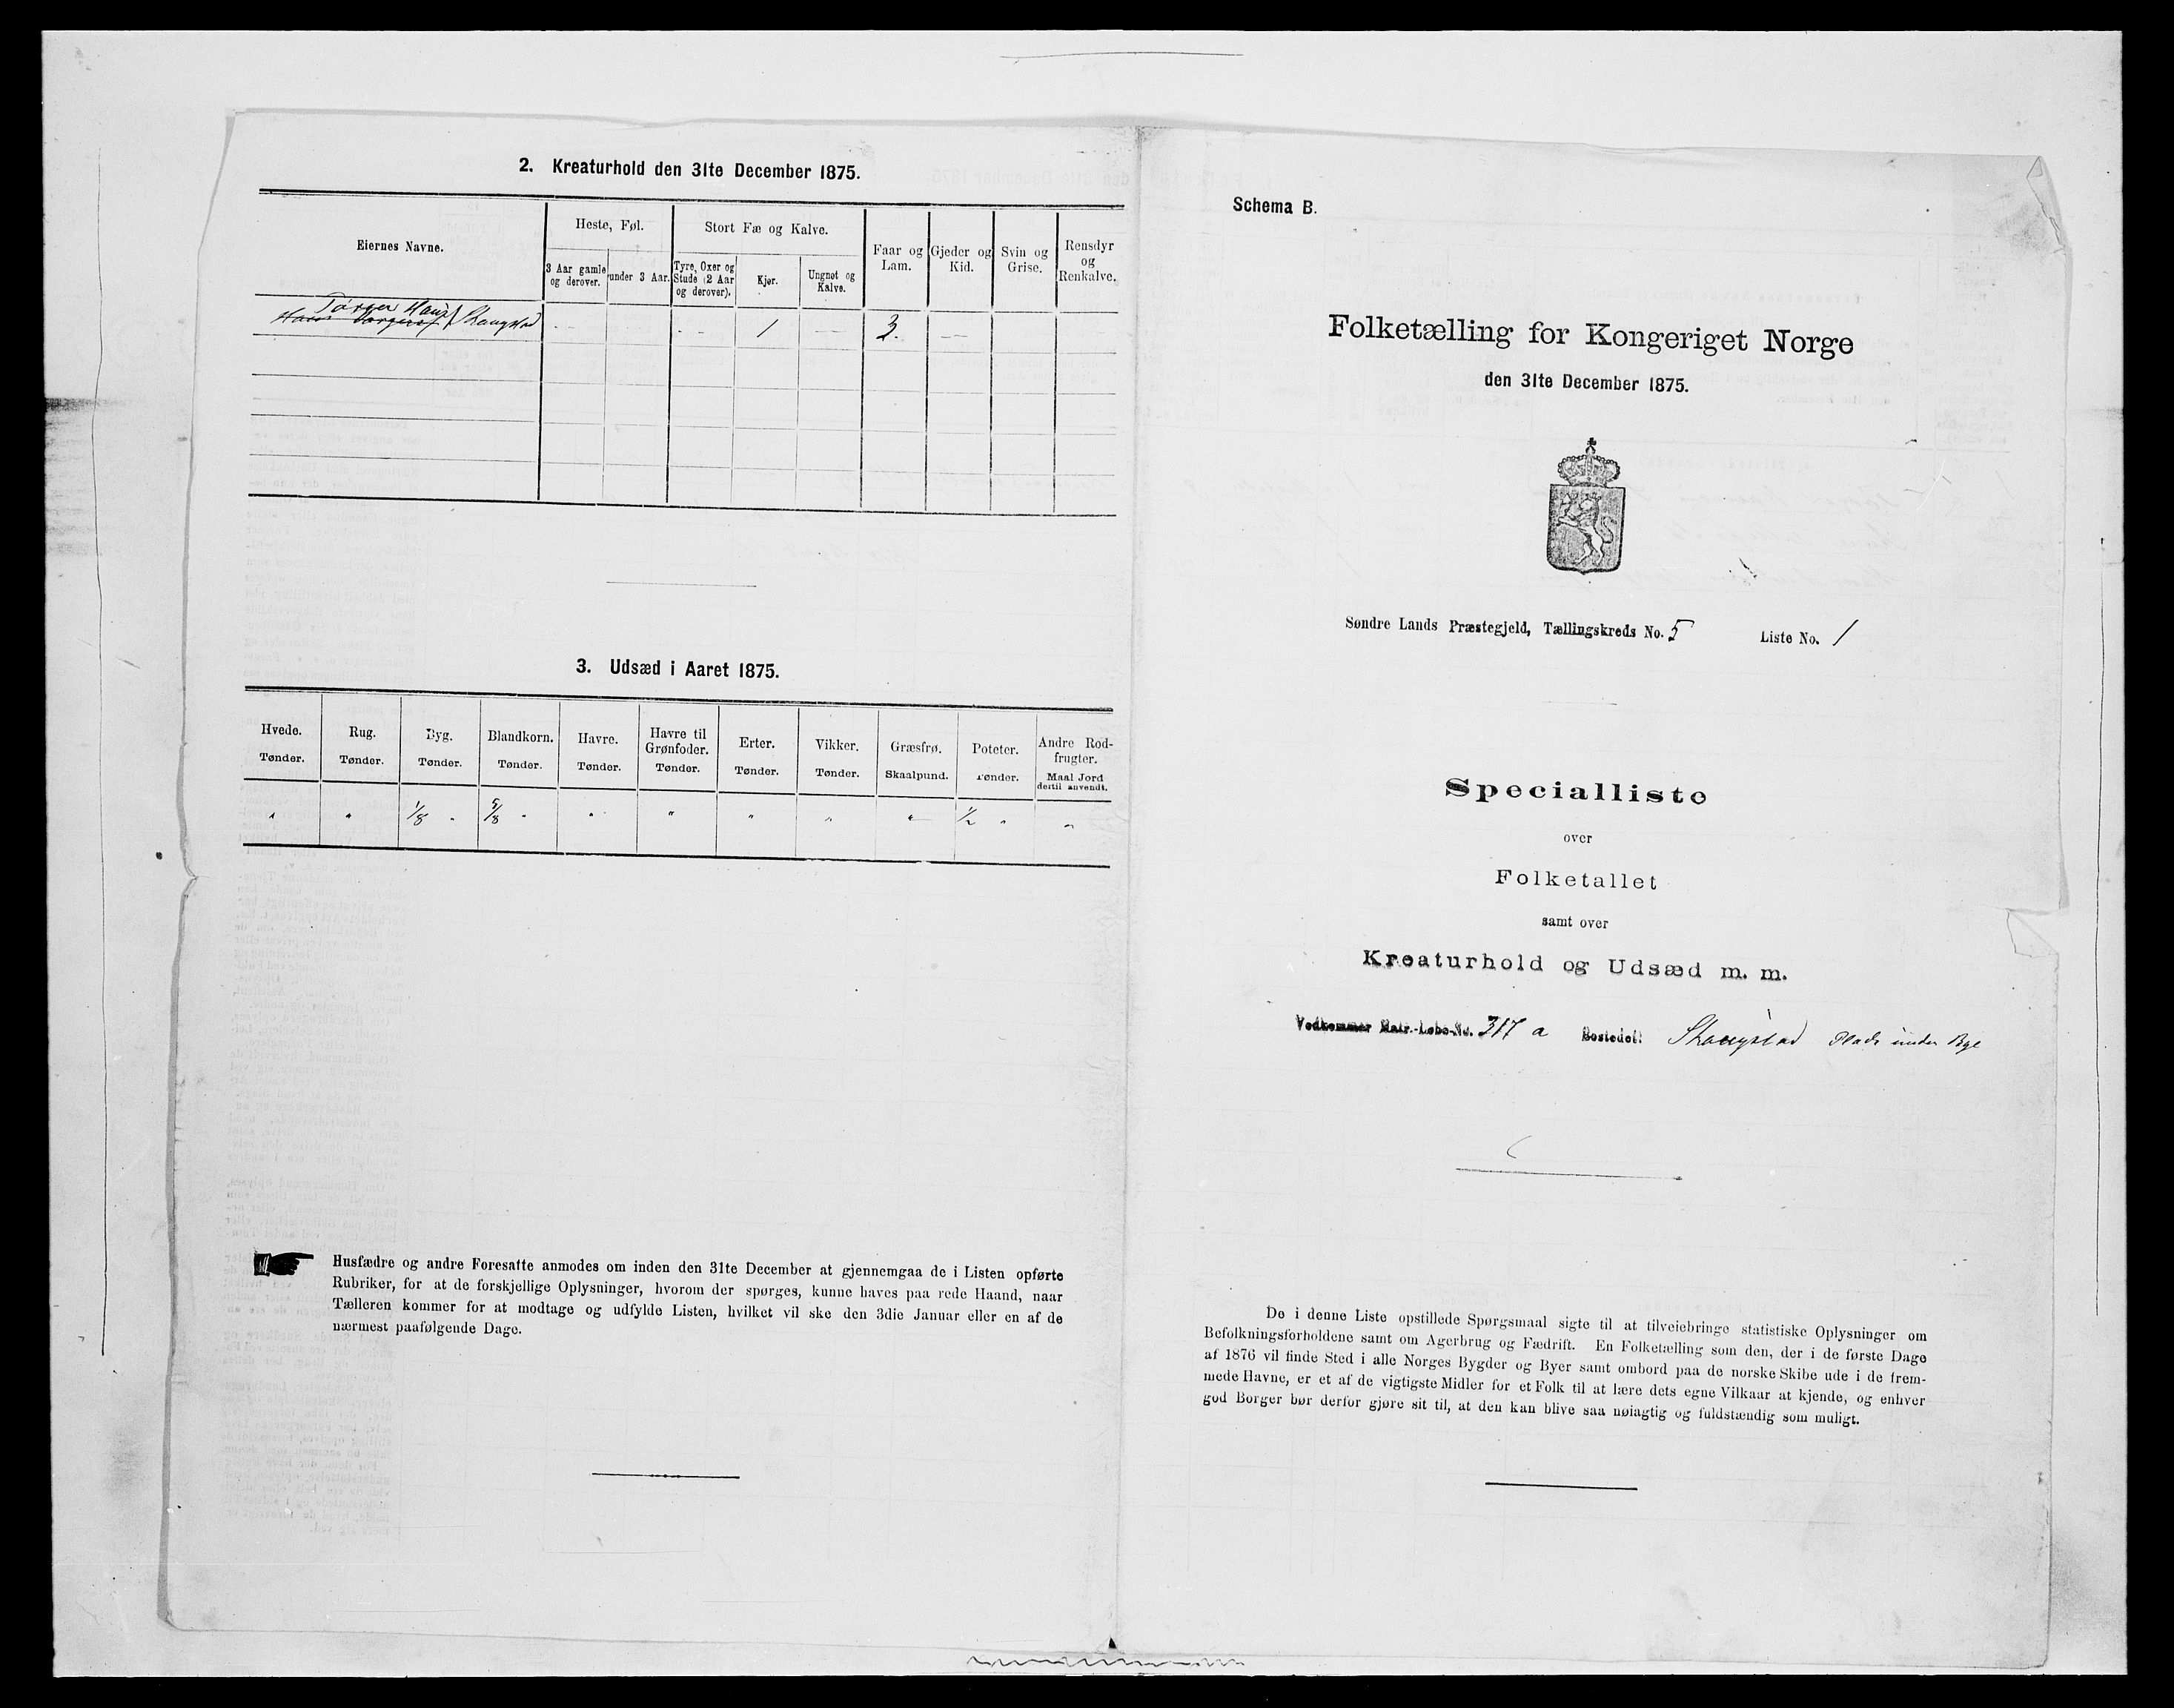 2. Kreaturhold den 31te December 1875.
Eiernes Navne.
Heste, Føl.
Stort Fæ og Kalve.
Faar og Lam.
Gjeder og Kid.
Svin og Grise.
Rensdyr og Renkalve.
3 Aar gamle og derover.
under 3 Aar.
Tyre, Oxer og Stude (2 Aar og derover).
Kjør.
Ungnøt og Kalve.
Hans
1
3.
3. Udsæd i Aaret 1875.
Hvede. Rug. Byg. Blandkorn. Havre. Havre til Grønfoder. Erter. Vikker. Græsfrø. Poteter. Andre Rodfrugter.
Tønder. Tønder. Tønder. Tønder. Tønder. Tønder. Tønder. Tønder. Skaalpund. Tønder. Maal Jord dertil anvendt.
" " 1/8 " 5/8 " " " " " " 1/2 " "
Husfædre og andre Foresatte anmodes om inden den 31te December at gjennemgaa de i Listen opførte
Rubriker, for at de forskjellige Oplysninger, hvorom der spørges, kunne haves paa rede Haand, naar
Tælleren kommer for at modtage og udfylde Listen, hvilket vil ske den 3die Januar eller en af de
nærmest paafølgende Dage.
Schema B.
Folketælling for Kongeriget Norge
den 31te December 1875.
Søndre Lands Præstegjeld, Tællingskreds No. 5 Liste No. 1
Specialliste
over
Folketallet
samt over
Kreaturhold og Udsæd m. m.
Vedkommer Matr.-Løbe-No. 317 a Bostedet: Plads under Bye
De i denne Liste opstillede Spørgsmaal sigte til at tilveiebringe statistiske Oplysninger om
Befolkningsforholdene samt om Agerbrug og Fædrift. En Folketælling som den, der i de første Dage
af 1876 vil finde Sted i alle Norges Bygder og Byer samt ombord paa de norske Skibe ude i de frem-
mede Havne, er et af de vigtigste Midler for et Folk til at lære dets egne Vilkaar at kjende, og enhver
god Borger bør derfor gjøre sit til, at den kan blive saa nøiagtig og fuldstændig som muligt.